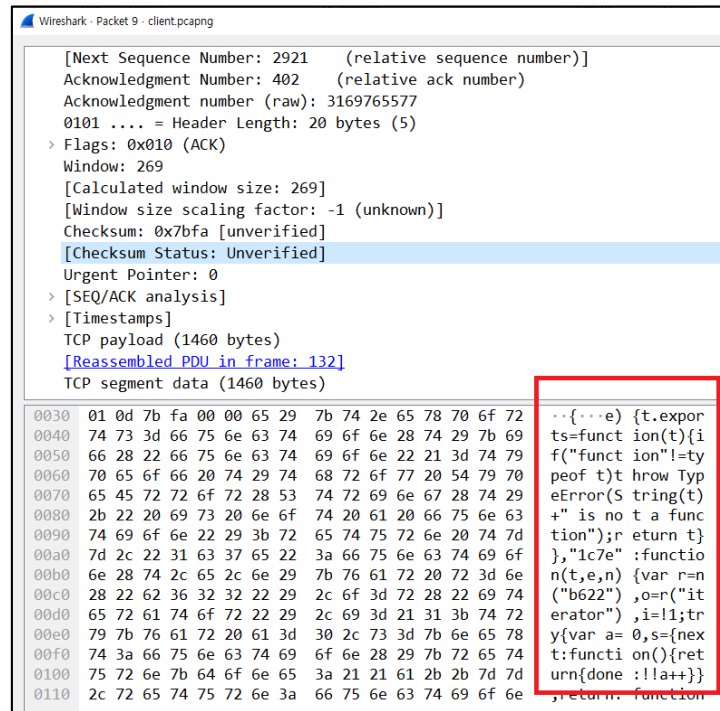 Wireshark · Packet 9 · client.pcapng
[Next Sequence Number: 2921    (relative sequence number)]
Acknowledgment Number: 402    (relative ack number)
Acknowledgment number (raw): 3169765577
0101 .... = Header Length: 20 bytes (5)
> Flags: 0x010 (ACK)
Window: 269
[Calculated window size: 269]
[Window size scaling factor: -1 (unknown)]
Checksum: 0x7bfa [unverified]
[Checksum Status: Unverified]
Urgent Pointer: 0
> [SEQ/ACK analysis]
> [Timestamps]
TCP payload (1460 bytes)
[Reassembled PDU in frame: 132]
TCP segment data (1460 bytes)
0030  01 0d 7b fa 00 00 65 29  7b 74 2e 65 78 70 6f 72  ··{···e) {t.expor
0040  74 73 3d 66 75 6e 63 74  69 6f 6e 28 74 29 7b 69  ts=funct ion(t){i
0050  66 28 22 66 75 6e 63 74  69 6f 6e 22 21 3d 74 79  f("funct ion"!=ty
0060  70 65 6f 66 20 74 29 74  68 72 6f 77 20 54 79 70  peof t)t hrow Typ
0070  65 45 72 72 6f 72 28 53  74 72 69 6e 67 28 74 29  eError(S tring(t)
0080  2b 22 20 69 73 20 6e 6f  74 20 61 20 66 75 6e 63  +" is no t a func
0090  74 69 6f 6e 22 29 3b 72  65 74 75 72 6e 20 74 7d  tion");r eturn t}
00a0  7d 2c 22 31 63 37 65 22  3a 66 75 6e 63 74 69 6f  },"1c7e" :functio
00b0  6e 28 74 2c 65 2c 6e 29  7b 76 61 72 20 72 3d 6e  n(t,e,n) {var r=n
00c0  28 22 62 36 32 32 22 29  2c 6f 3d 72 28 22 69 74  ("b622") ,o=r("it
00d0  65 72 61 74 6f 72 22 29  2c 69 3d 21 31 3b 74 72  erator") ,i=!1;tr
00e0  79 7b 76 61 72 20 61 3d  30 2c 73 3d 7b 6e 65 78  y{var a= 0,s={nex
00f0  74 3a 66 75 6e 63 74 69  6f 6e 28 29 7b 72 65 74  t:functi on(){ret
0100  75 72 6e 7b 64 6f 6e 65  3a 21 21 61 2b 2b 7d 7d  urn{done :!!a++}}
0110  2c 72 65 74 75 72 6e 3a  66 75 6e 63 74 69 6f 6e  ,return: function